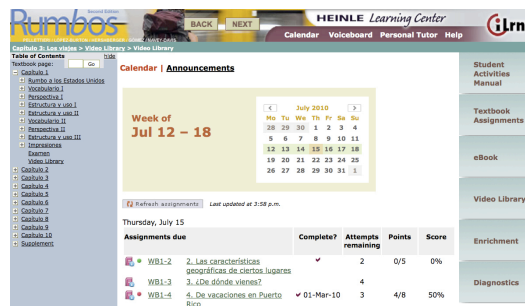 Rumbos
Second Edition
BACK NEXT
HEINLE Learning Center
Calendar Voiceboard Personal Tutor Help
iLrn
Capítulo 3: Los viajes > Video Library > Video Library
Table of Contents hide
Textbook page: Go
Capítulo 1
Rumbo a los Estados Unidos
Vocabulario I
Perspectiva I
Estructura y uso I
Estructura y uso II
Vocabulario II
Perspectiva II
Estructura y uso III
Impresiones
Examen
Video Library
Capítulo 2
Capítulo 3
Capítulo 4
Capítulo 5
Capítulo 6
Capítulo 7
Capítulo 8
Capítulo 9
Capítulo 10
Supplement
Calendar | Announcements
Week of
Jul 12 – 18
< July 2010 >
Mo Tu We Th Fr Sa Su
28 29 30 1 2 3 4
5 6 7 8 9 10 11
12 13 14 15 16 17 18
19 20 21 22 23 24 25
26 27 28 29 30 31 1
Refresh assignments Last updated at 3:58 p.m.
Thursday, July 15
Assignments due Complete? Attempts remaining Points Score
WB1-2 2. Las características geográficas de ciertos lugares 2 0/5 0%
WB1-3 3. ¿De dónde vienes? 4
WB1-4 4. De vacaciones en Puerto Rico 01-Mar-10 3 4/8 50%
Student Activities Manual
Textbook Assignments
eBook
Video Library
Enrichment
Diagnostics